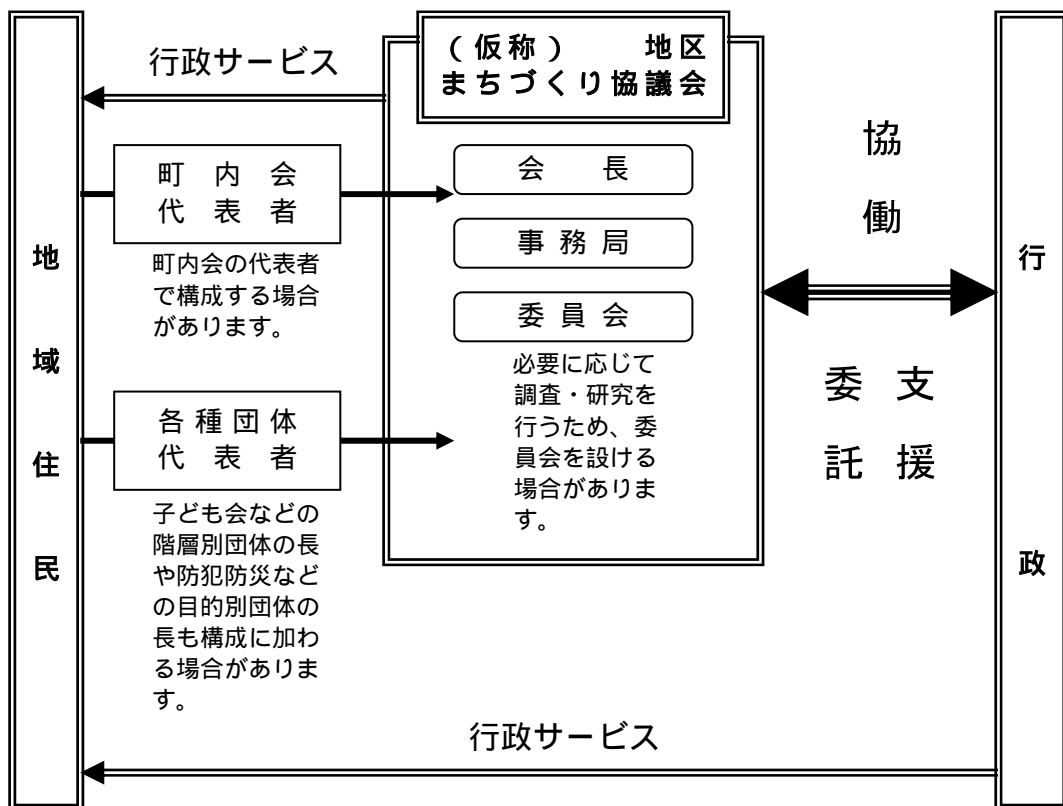 行政サービス
（仮称）　　地区
まちづくり協議会
町内会
代表者
町内会の代表者
で構成する場合
があります。
各種団体
代表者
子ども会などの
階層別団体の長
や防犯防災など
の目的別団体の
長も構成に加わ
る場合がありま
す。
会長
事務局
委員会
必要に応じて
調査・研究を
行うため、委
員会を設ける
場合がありま
す。
協働
委託
支援
地域住民
行政
行政サービス